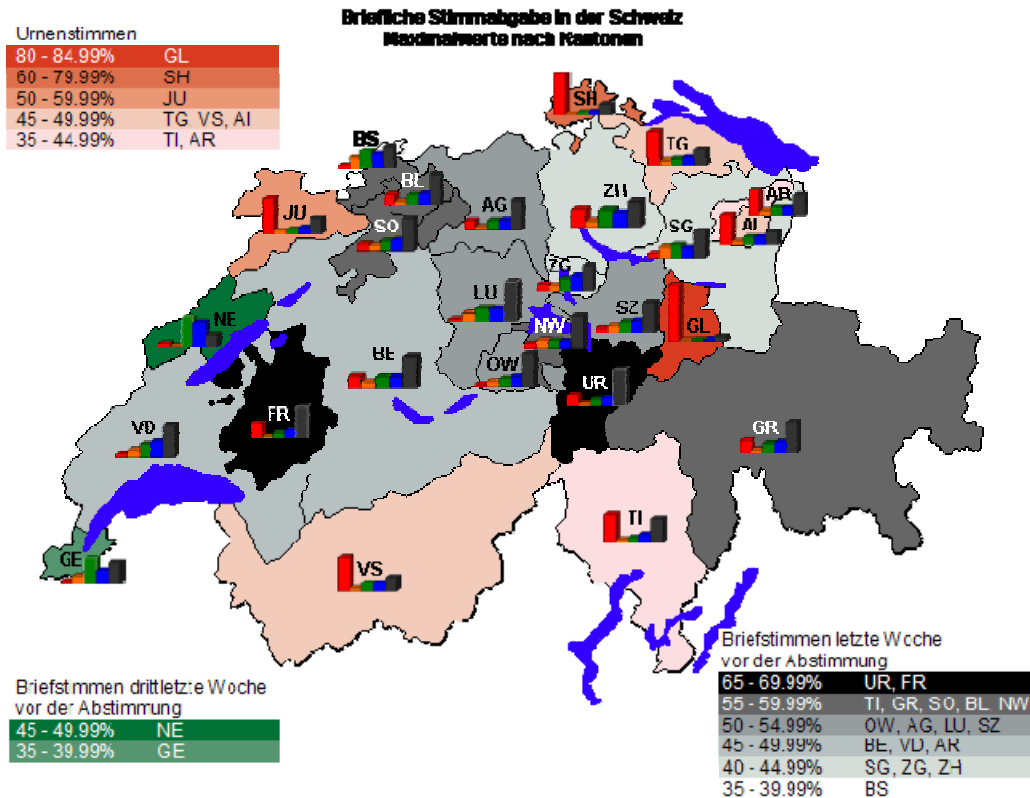 Briefliche Stimmabgabe in der Schweiz
Maximalwerte nach Kantonen
Urnenstimmen
80 - 84.99% GL
60 - 79.99% SH
50 - 59.99% JU
45 - 49.99% TG, VS, AI
35 - 44.99% TI, AR
SH
BS
TG
BL
ZH
AR
JU
AG
SO
SG
AI
ZG
LU
NE
NW
SZ
GL
BE
OW
UR
FR
VD
GR
TI
GE
VS
Briefstimmen letzte Woche
vor der Abstimmung
65 - 69.99% UR, FR
55 - 59.99% TI, GR, SO, BL, NW
50 - 54.99% OW, AG, LU, SZ
45 - 49.99% BE, VD, AR
40 - 44.99% SG, ZG, ZH
35 - 39.99% BS
Briefstimmen drittletzte Woche
vor der Abstimmung
45 - 49.99% NE
35 - 39.99% GE